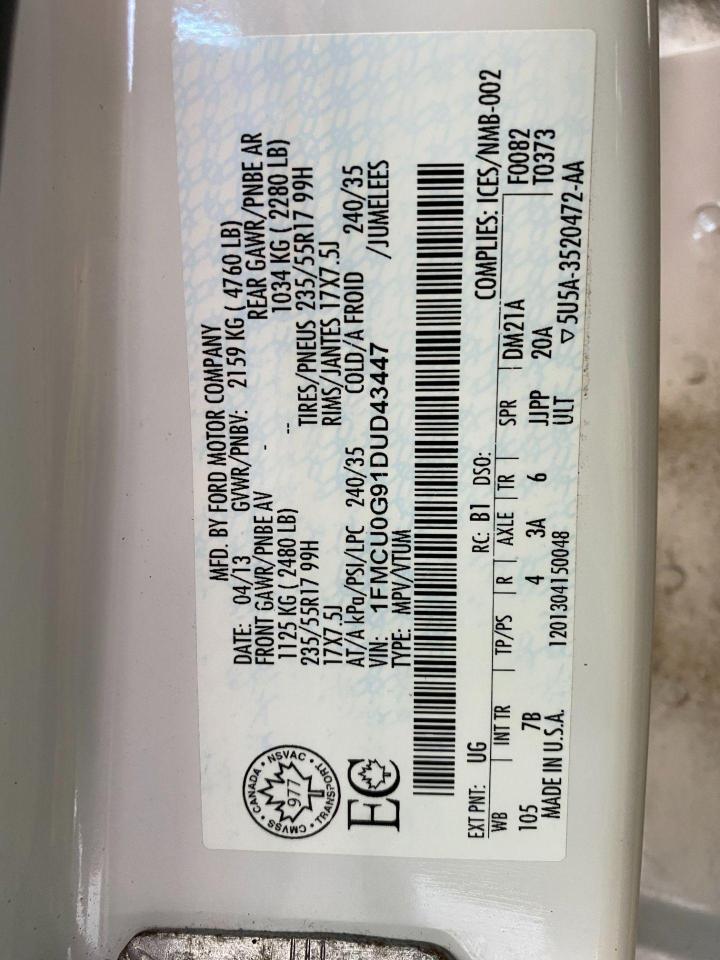 MFD. BY FORD MOTOR COMPANY
DATE: 04/13 GVWR/PNBV: 2159 KG ( 4760 LB)
FRONT GAWR/PNBE AV - REAR GAWR/PNBE AR
1125 KG ( 2480 LB) -- 1034 KG ( 2280 LB)
235/55R17 99H TIRES/PNEUS 235/55R17 99H
17X7.5J RIMS/JANTES 17X7.5J
AT/A kPa/PSI/LPC 240/35 COLD/A FROID 240/35
VIN: 1FMCU0G91DUD43447 /JUMELEES
TYPE: MPV/VTUM
CANADA • NSVAC • TRANSPORT • CMVSS •
977
EC
COMPLIES: ICES/NMB-002
EXT PNT: UG RC: B1 DSO:
WB INT TR TP/PS R AXLE TR SPR DM21A F0082
105 7B 4 3A 6 JJPP 20A T0373
MADE IN U.S.A. 1201304150048 ULT ▽5U5A-3520472-AA